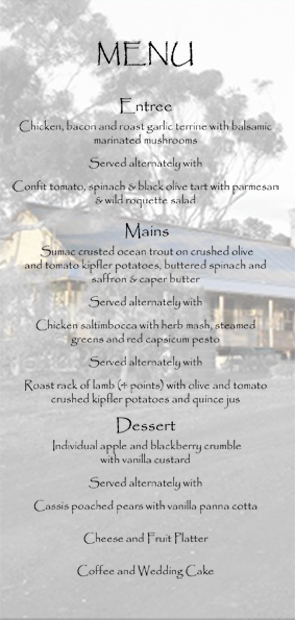 MENU
Entree
Chicken, bacon and roast garlic terrine with balsamic
marinated mushrooms
Served alternately with
Confit tomato, spinach & black olive tart with parmesan
& wild roquette salad
Mains
Sumac crusted ocean trout on crushed olive
and tomato kipfler potatoes, buttered spinach and
saffron & caper butter
Served alternately with
Chicken saltimbocca with herb mash, steamed
greens and red capsicum pesto
Served alternately with
Roast rack of lamb (4 points) with olive and tomato
crushed kipfler potatoes and quince jus
Dessert
Individual apple and blackberry crumble
with vanilla custard
Served alternately with
Cassis poached pears with vanilla panna cotta
Cheese and Fruit Platter
Coffee and Wedding Cake